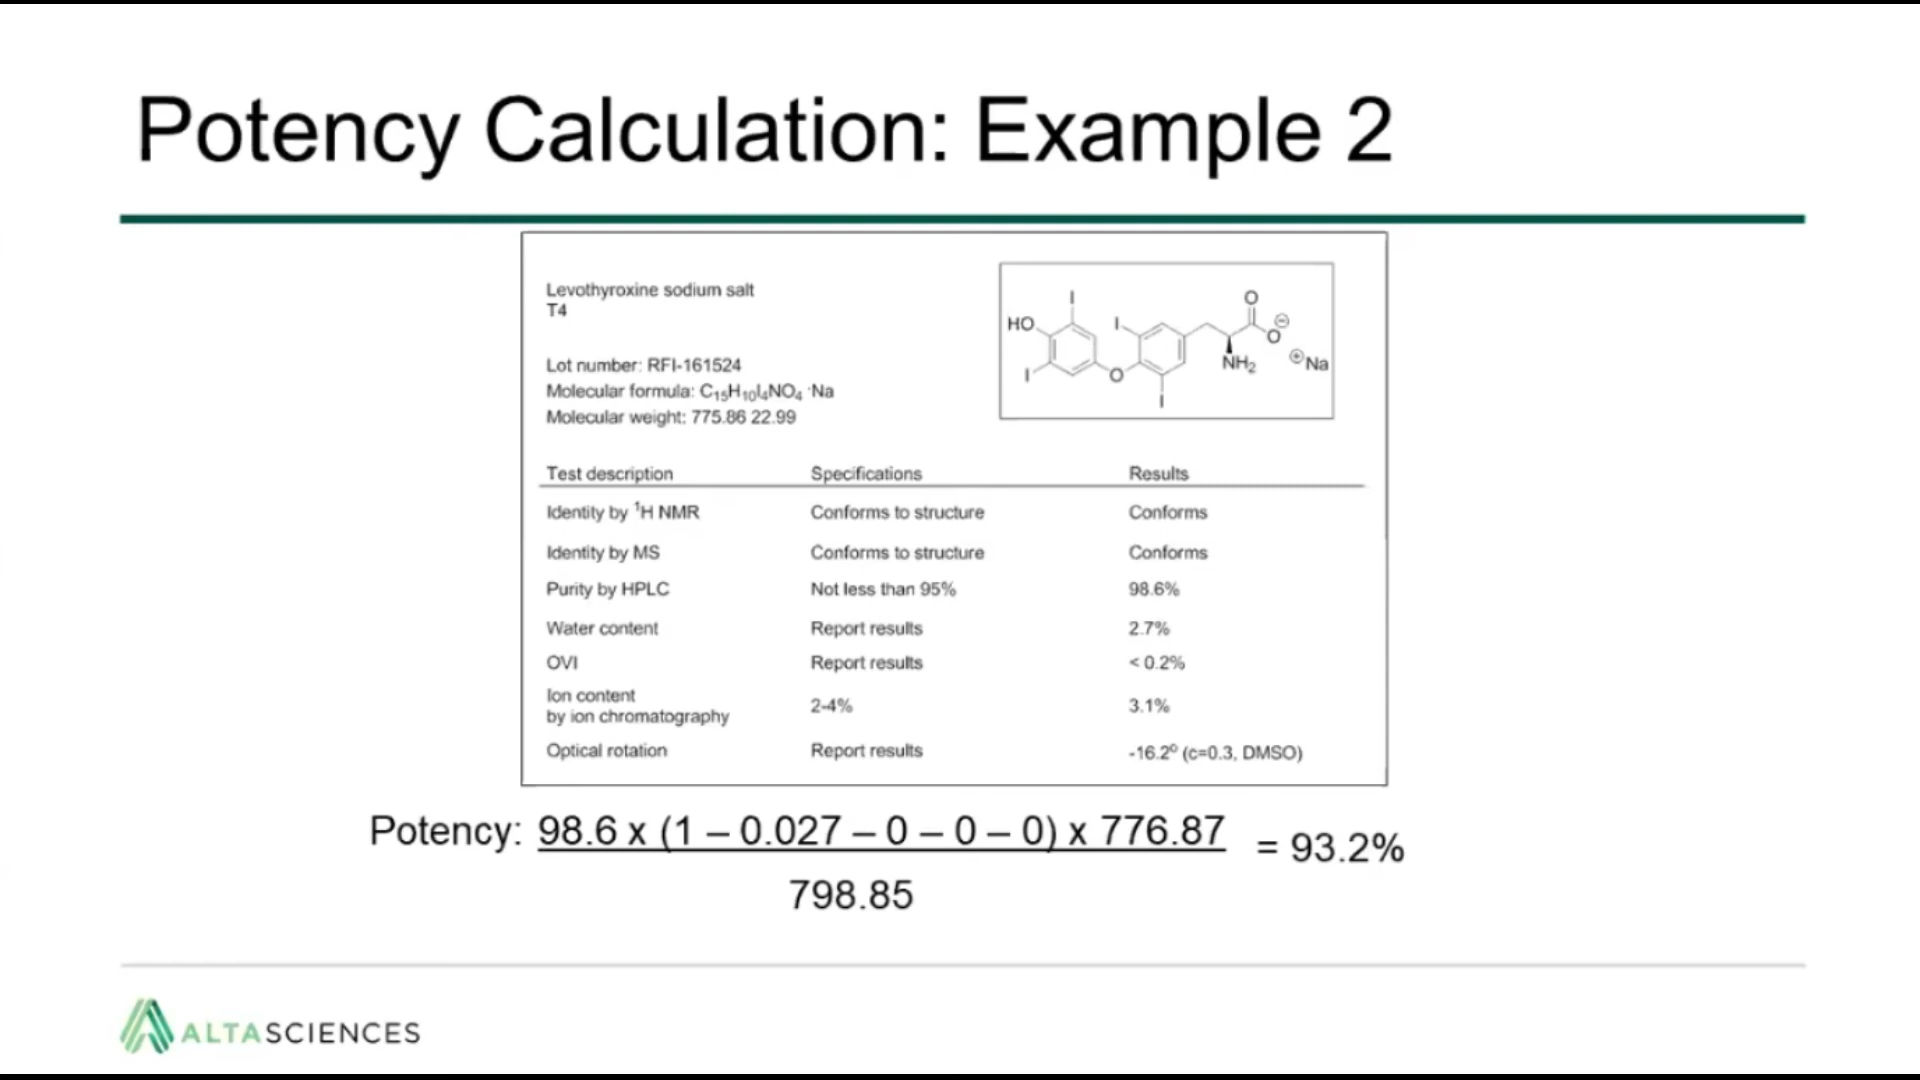 Potency Calculation: Example 2
Levothyroxine sodium salt
T4
Lot number: RFI-161524
Molecular formula: C₁₅H₁₀I₄NO₄ ·Na
Molecular weight: 775.86 22.99
I
HO
I
O
I
I
O
O
⊖
NH₂
⊕Na
Test description Specifications Results
Identity by ¹H NMR Conforms to structure Conforms
Identity by MS Conforms to structure Conforms
Purity by HPLC Not less than 95% 98.6%
Water content Report results 2.7%
OVI Report results < 0.2%
Ion content
by ion chromatography 2-4% 3.1%
Optical rotation Report results -16.2⁰ (c=0.3, DMSO)
Potency: 98.6 x (1 – 0.027 – 0 – 0 – 0) x 776.87 = 93.2%
798.85
ALTASCIENCES